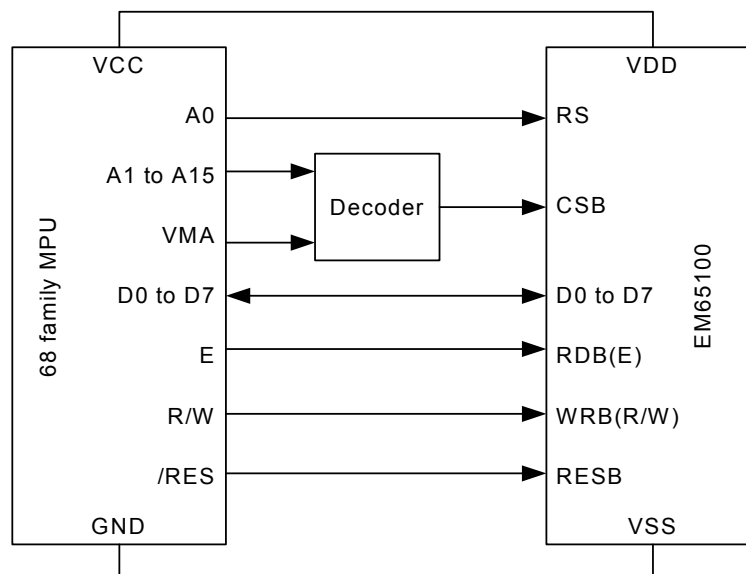 VCC
VDD
A0
RS
A1 to A15
Decoder
CSB
VMA
D0 to D7
D0 to D7
68 family MPU
EM65100
E
RDB(E)
R/W
WRB(R/W)
/RES
RESB
GND
VSS